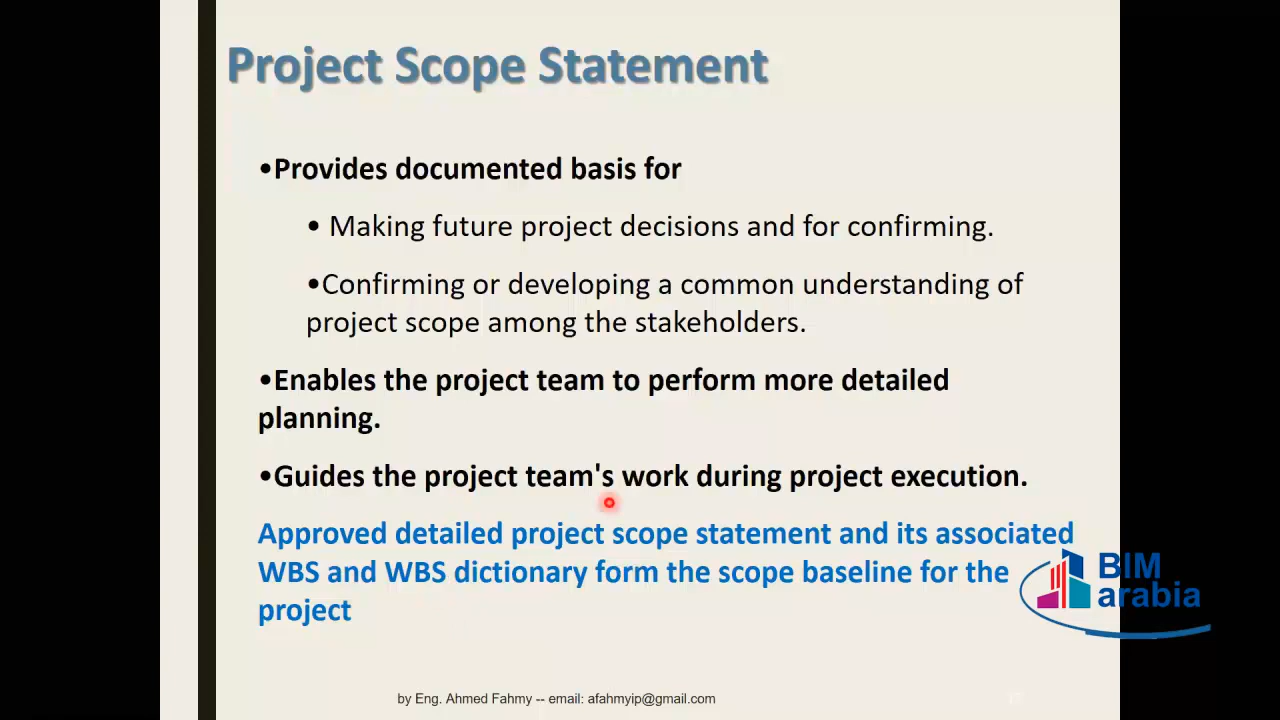 Project Scope Statement
•Provides documented basis for
• Making future project decisions and for confirming.
•Confirming or developing a common understanding of
project scope among the stakeholders.
•Enables the project team to perform more detailed
planning.
•Guides the project team's work during project execution.
Approved detailed project scope statement and its associated
WBS and WBS dictionary form the scope baseline for the
project
BIM
arabia
by Eng. Ahmed Fahmy -- email: afahmyip@gmail.com